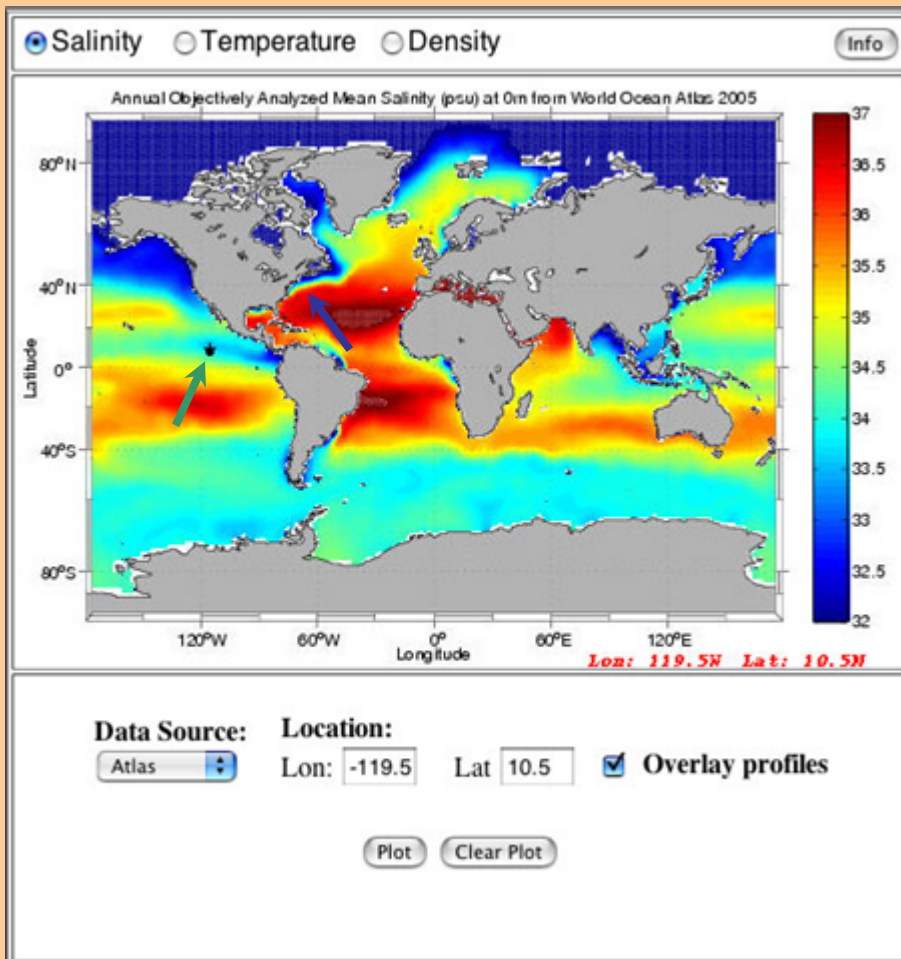 Salinity Temperature Density Info
Annual Objectively Analyzed Mean Salinity (psu) at 0m from World Ocean Atlas 2005
37
36.5
36
35.5
35
34.5
34
33.5
33
32.5
32
80°N
40°N
0°
40°S
80°S
Latitude
120°W 60°W 0° 60°E 120°E
Longitude
Lon: 119.5W Lat: 10.5N
Data Source: Location:
Atlas Lon: -119.5 Lat 10.5 Overlay profiles
Plot Clear Plot